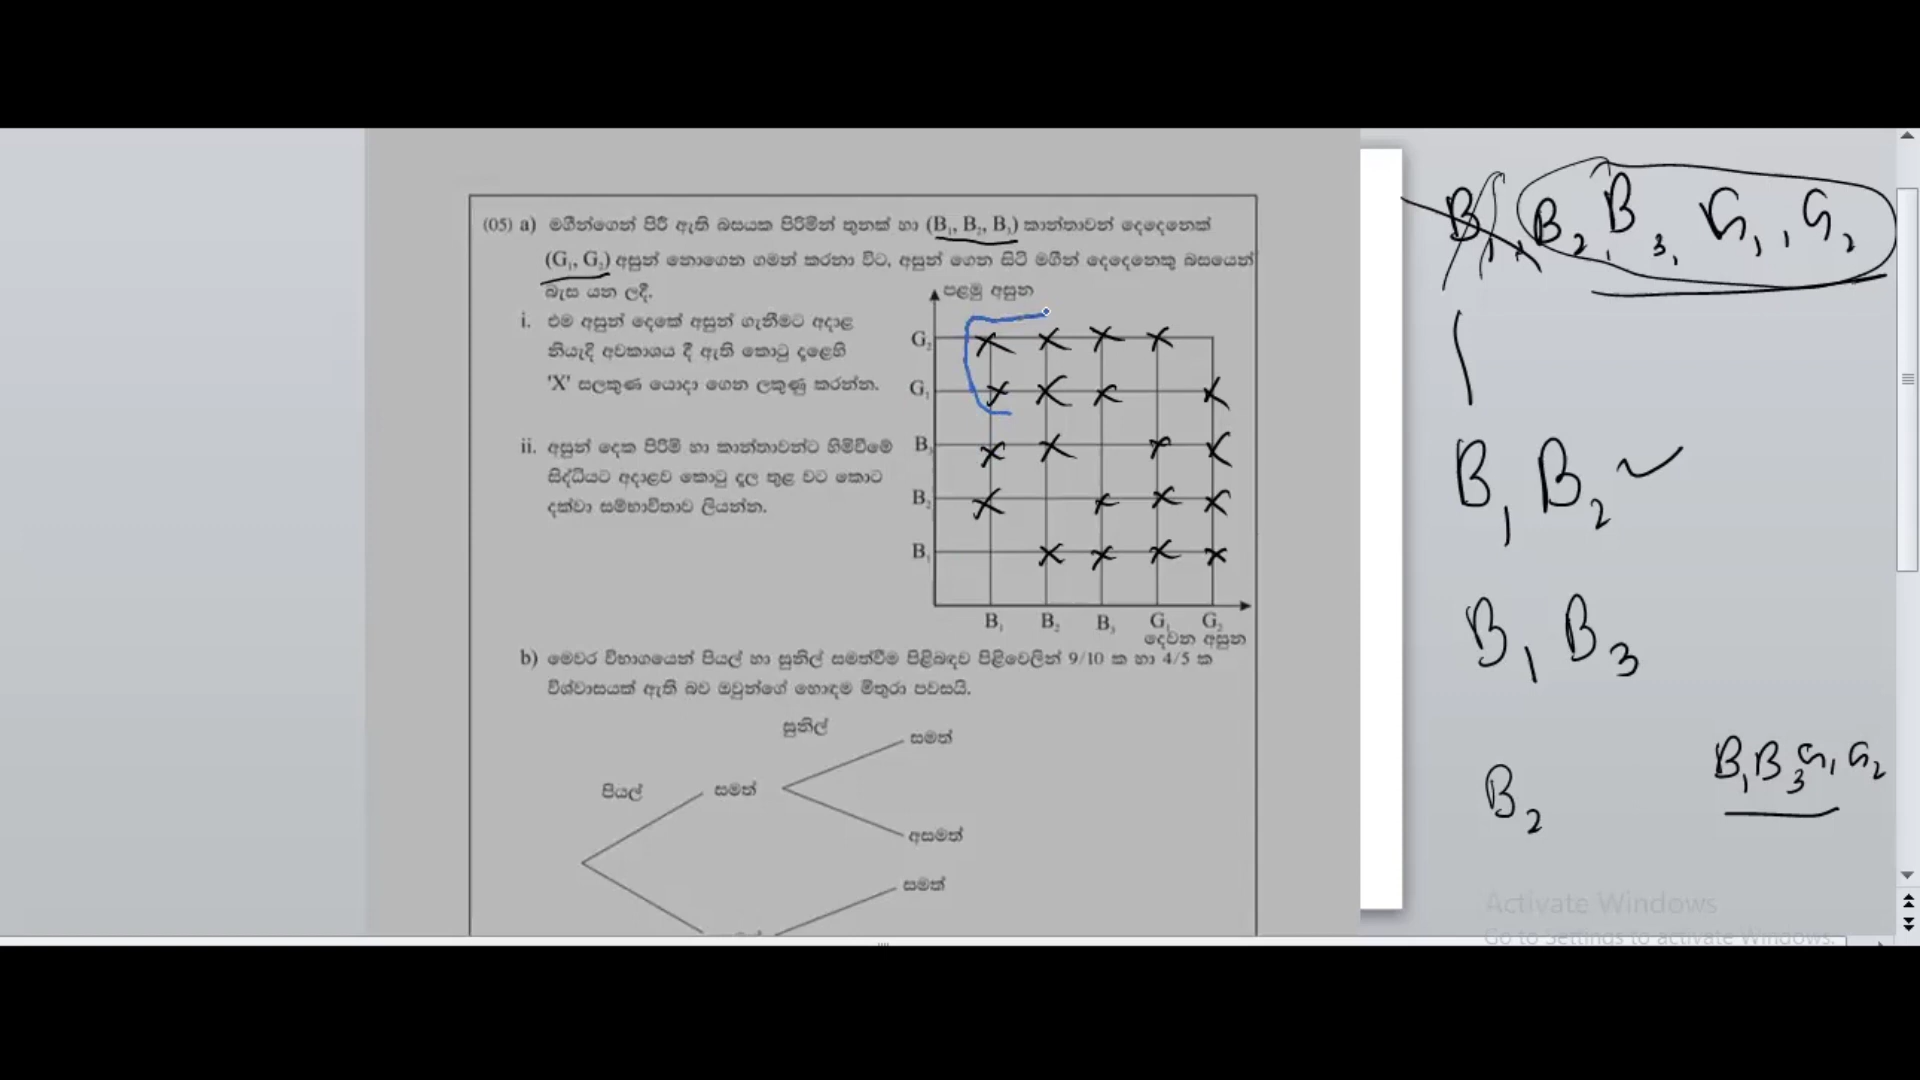 (05) a) මගීන්ගෙන් පිරී ඇති බසයක පිරිමින් තුනක් හා (B₁, B₂, B₃) කාන්තාවන් දෙදෙනෙක්
(G₁, G₂) අසුන් නොගෙන ගමන් කරනා විට, අසුන් ගෙන සිටි මගීන් දෙදෙනෙකු බසයෙන්
බැස යන ලදී.
i. එම අසුන් දෙකේ අසුන් ගැනීමට අදාළ
නියැදි අවකාශය දී ඇති කොටු දැළෙහි
'X' සලකුණ යොදා ගෙන ලකුණු කරන්න.
ii. අසුන් දෙක පිරිමි හා කාන්තාවන්ට හිමිවීමේ
සිද්ධියට අදාළව කොටු දැල තුළ වට කොට
දක්වා සම්භාවිතාව ලියන්න.
පළමු අසුන
G₂ X X X X
G₁ X X X X
B₃ X X X X
B₂ X X X X
B₁ X X X X
B₁ B₂ B₃ G₁ G₂
දෙවන අසුන
b) මෙවර විභාගයෙන් පියල් හා සුනිල් සමත්වීම පිළිබඳව පිළිවෙලින් 9/10 ක හා 4/5 ක
විශ්වාසයක් ඇති බව ඔවුන්ගේ හොඳම මිතුරා පවසයි.
සුනිල්
සමත්
පියල්
සමත්
අසමත්
සමත්
B₁, B₂, B₃, G₁, G₂
B₁ B₂
B₁ B₃
B₂
B₁ B₃ G₁ G₂
Activate Windows
Go to Settings to activate Windows.